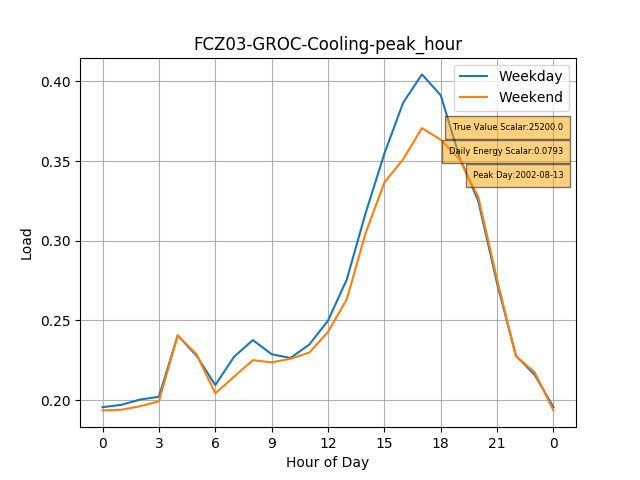 FCZ03-GROC-Cooling-peak_hour
Weekday
Weekend
True Value Scalar:25200.0
Daily Energy Scalar:0.0793
Peak Day:2002-08-13
Load
0.40
0.35
0.30
0.25
0.20
0 3 6 9 12 15 18 21 0
Hour of Day